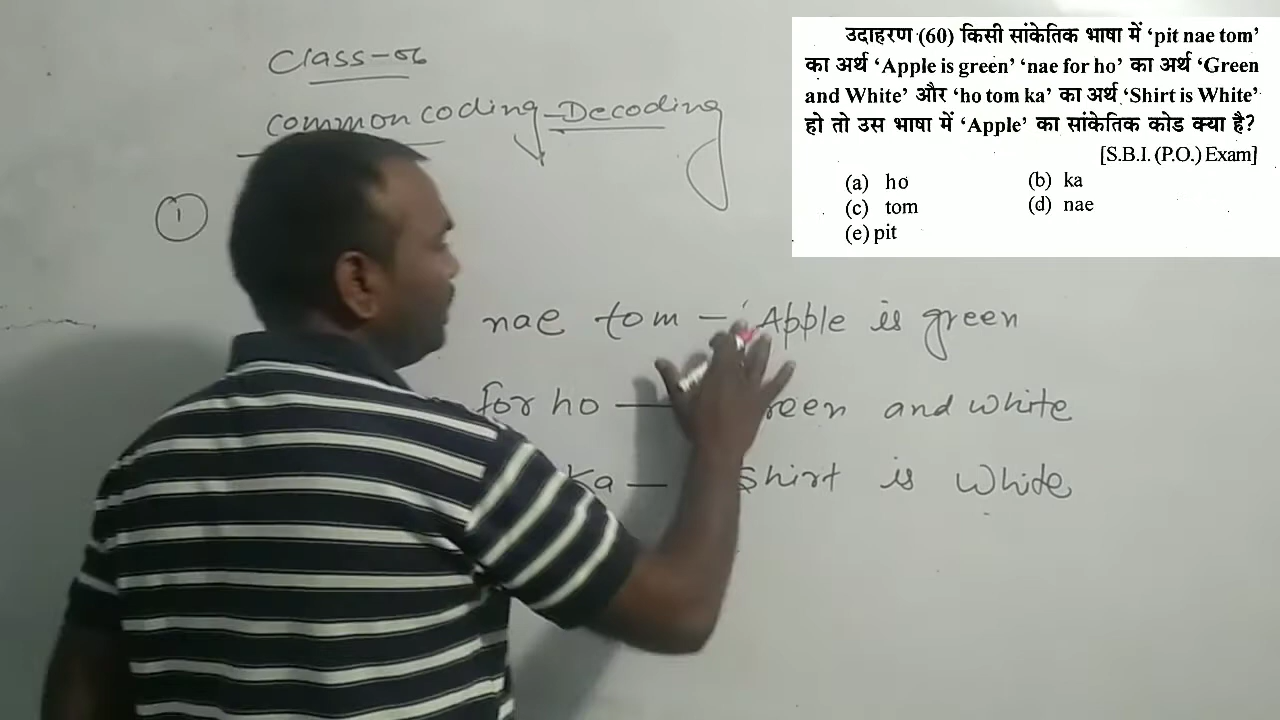 Class-06
common coding-Decoding
1
nae tom - 'Apple is green
for ho — reen and white
Ka — Shirt is White
उदाहरण (60) किसी सांकेतिक भाषा में ‘pit nae tom’
का अर्थ ‘Apple is green’ ‘nae for ho’ का अर्थ ‘Green
and White’ और ‘ho tom ka’ का अर्थ ‘Shirt is White’
हो तो उस भाषा में ‘Apple’ का सांकेतिक कोड क्या है?
[S.B.I. (P.O.) Exam]
(a) ho (b) ka
(c) tom (d) nae
(e) pit